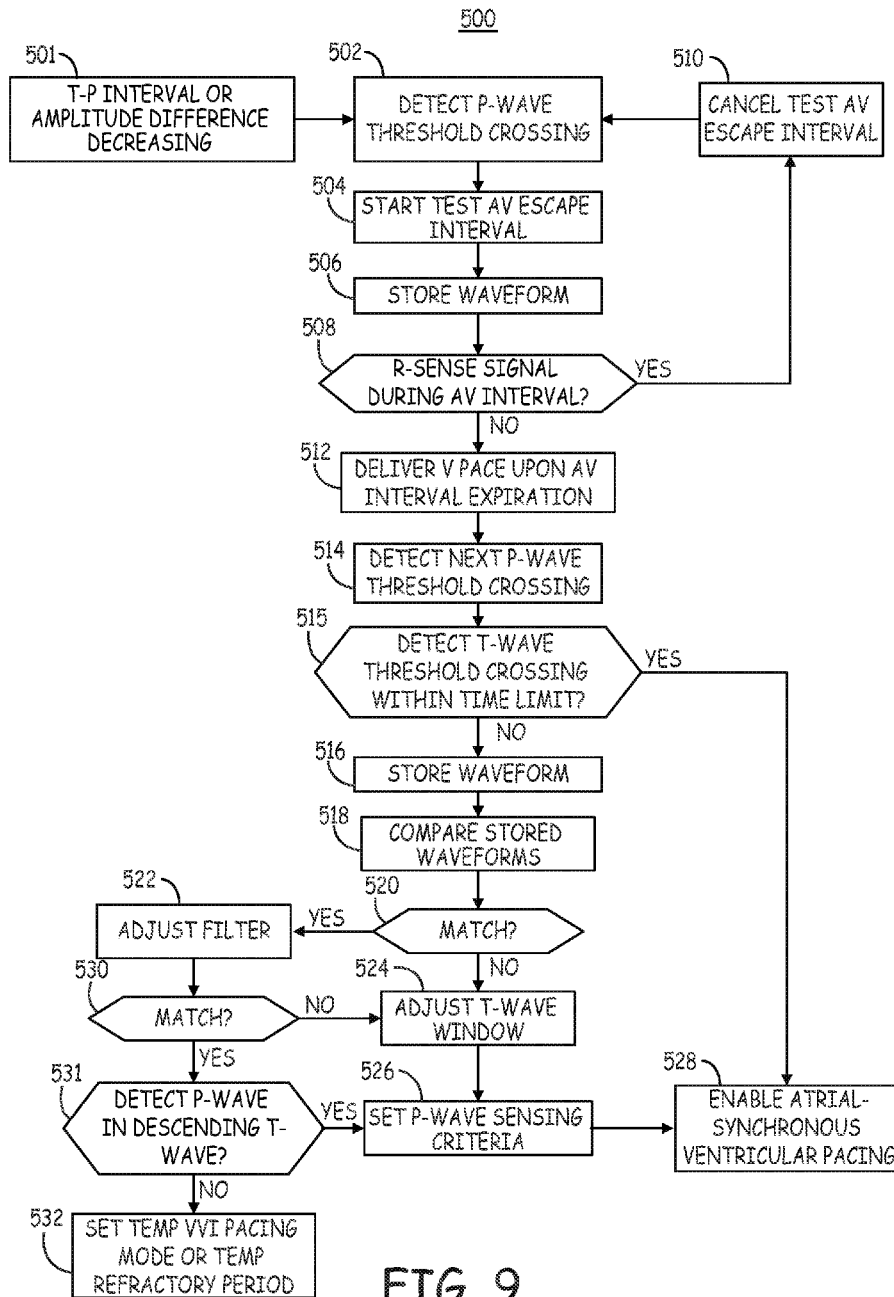 500
501
T-P INTERVAL OR
AMPLITUDE DIFFERENCE
DECREASING
502
DETECT P-WAVE
THRESHOLD CROSSING
510
CANCEL TEST AV
ESCAPE INTERVAL
504
START TEST AV ESCAPE
INTERVAL
506
STORE WAVEFORM
508
R-SENSE SIGNAL
DURING AV INTERVAL?
YES
NO
512
DELIVER V PACE UPON AV
INTERVAL EXPIRATION
514
DETECT NEXT P-WAVE
THRESHOLD CROSSING
515
DETECT T-WAVE
THRESHOLD CROSSING
WITHIN TIME LIMIT?
YES
NO
516
STORE WAVEFORM
518
COMPARE STORED
WAVEFORMS
522
ADJUST FILTER
YES
520
MATCH?
NO
530
MATCH?
NO
524
ADJUST T-WAVE
WINDOW
YES
531
DETECT P-WAVE
IN DESCENDING T-
WAVE?
YES
526
SET P-WAVE SENSING
CRITERIA
528
ENABLE ATRIAL-
SYNCHRONOUS
VENTRICULAR PACING
NO
532
SET TEMP VVI PACING
MODE OR TEMP
REFRACTORY PERIOD
FIG. 9